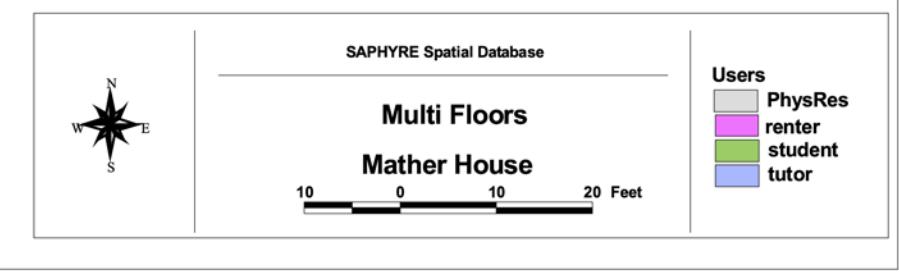 N
W E
S
SAPHYRE Spatial Database
Multi Floors
Mather House
10 0 10 20 Feet
Users
PhysRes
renter
student
tutor